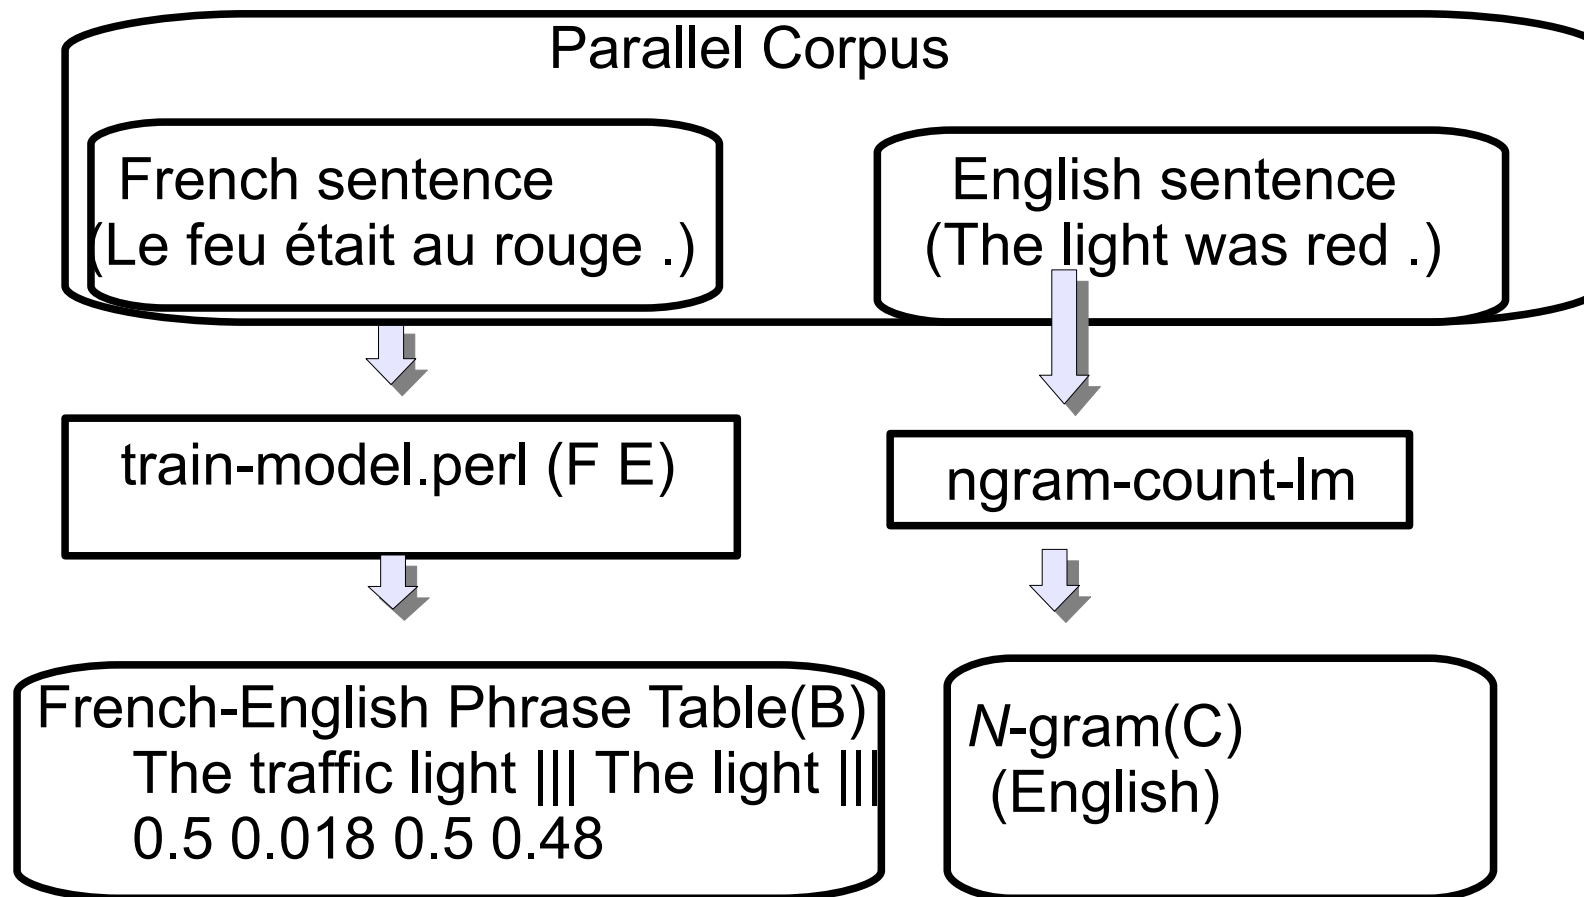 Parallel Corpus
French sentence
(Le feu était au rouge .)
English sentence
(The light was red .)
train-model.perl (F E)
ngram-count-lm
French-English Phrase Table(B)
The traffic light ||| The light |||
0.5 0.018 0.5 0.48
N-gram(C)
(English)